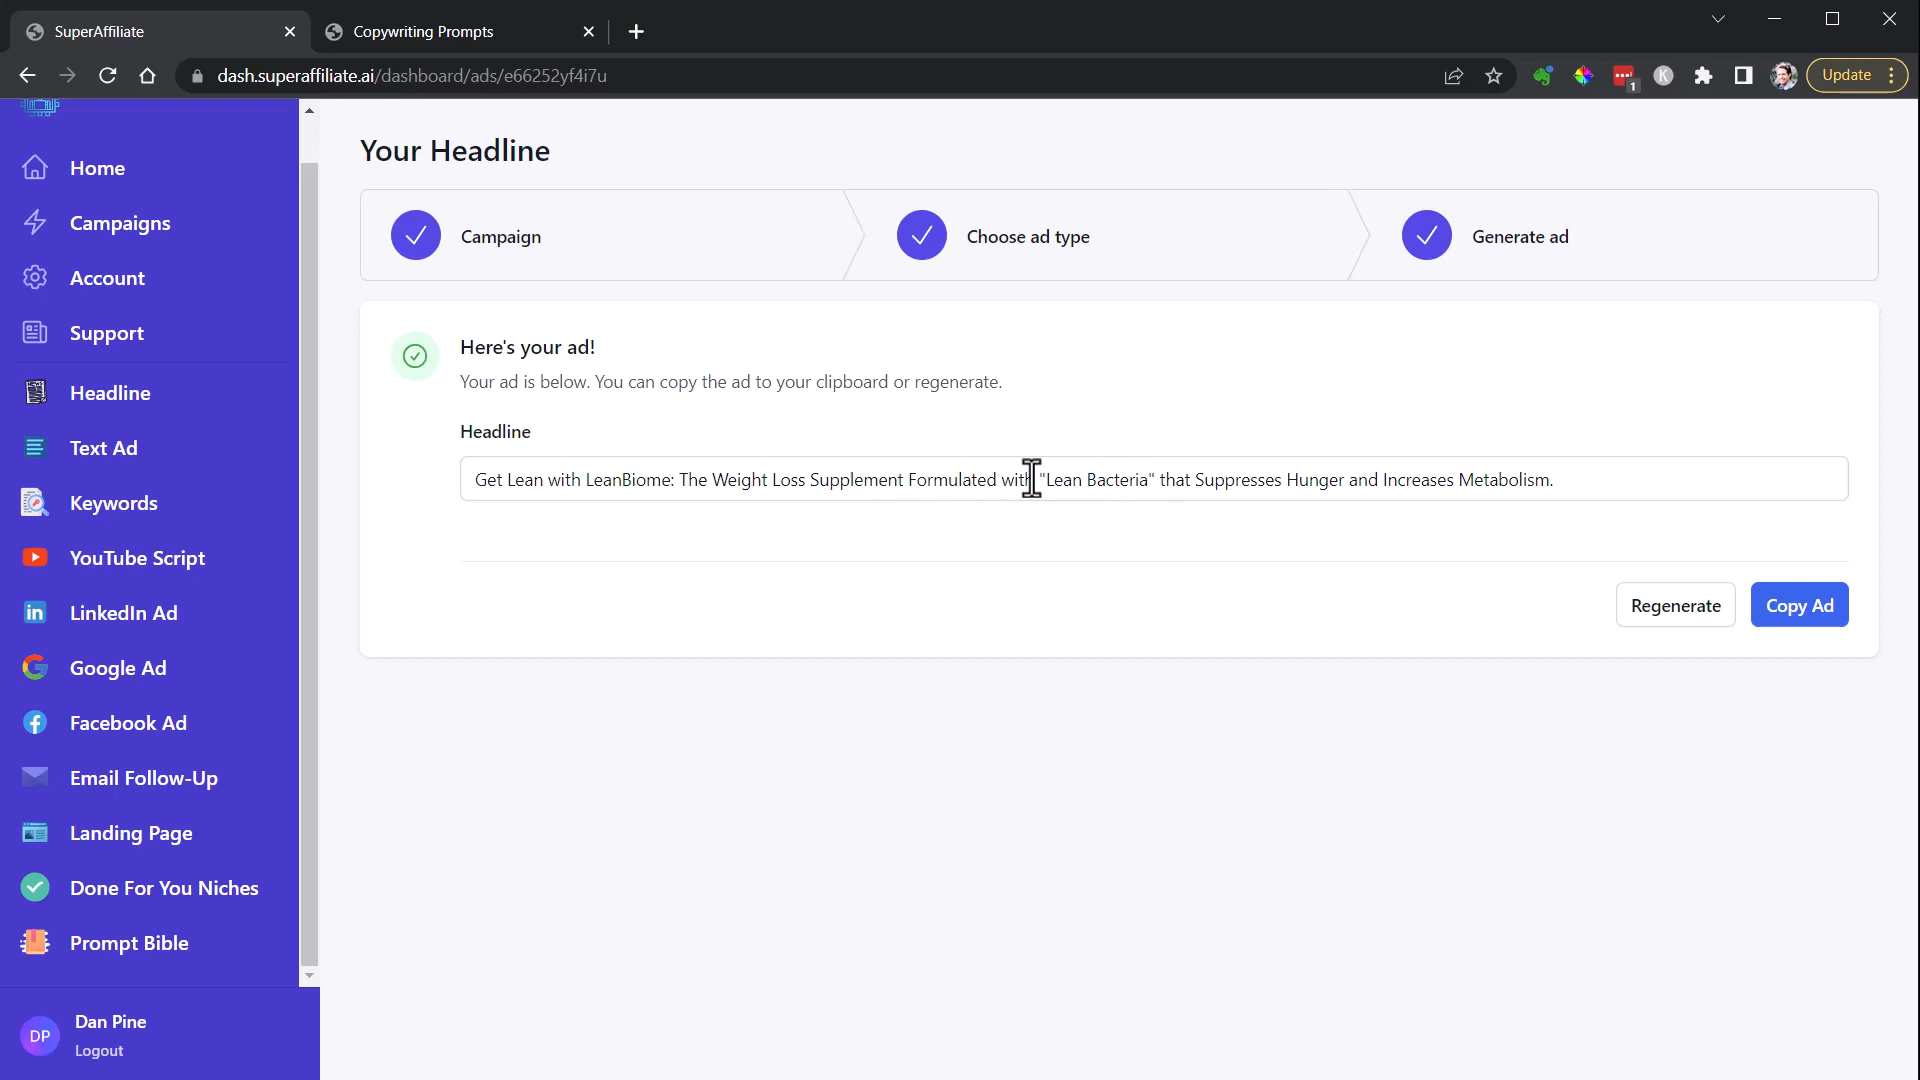 SuperAffiliate
Copywriting Prompts
dash.superaffiliate.ai/dashboard/ads/e66252yf4i7u
1
K
Update
Home
Campaigns
Account
Support
Headline
Text Ad
Keywords
YouTube Script
in LinkedIn Ad
Google Ad
Facebook Ad
Email Follow-Up
Landing Page
Done For You Niches
Prompt Bible
DP
Dan Pine
Logout
Your Headline
Campaign
Choose ad type
Generate ad
Here's your ad!
Your ad is below. You can copy the ad to your clipboard or regenerate.
Headline
Get Lean with LeanBiome: The Weight Loss Supplement Formulated with "Lean Bacteria" that Suppresses Hunger and Increases Metabolism.
Regenerate
Copy Ad